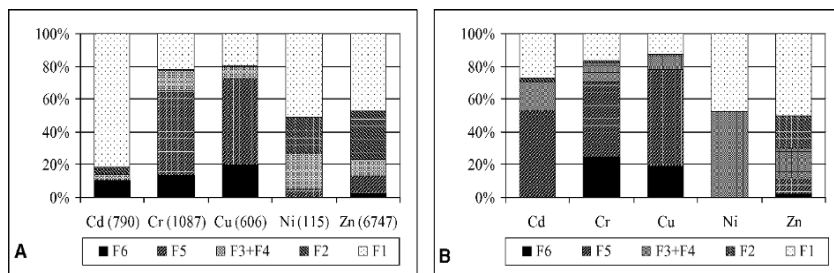 100%
80%
60%
40%
20%
0%
Cd (790) Cr (1087) Cu (606) Ni (115) Zn (6747)
A
F6 F5 F3+F4 F2 F1
100%
80%
60%
40%
20%
0%
Cd Cr Cu Ni Zn
B
F6 F5 F3+F4 F2 F1